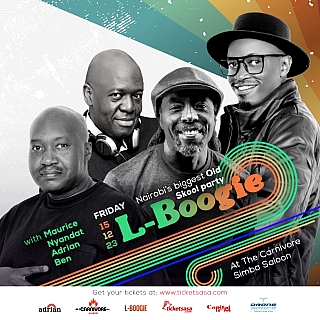 Nairobi's biggest Old
Skool party
L-Boogie
FRIDAY
15
12
23
with Maurice
Nyandat
Adrian
Ben
At The Carnivore
Simba Saloon
Get your tickets at: www.ticketsasa.com
adrian
CARNIVORE
L-BOOGIE
ticketsasa
Capital